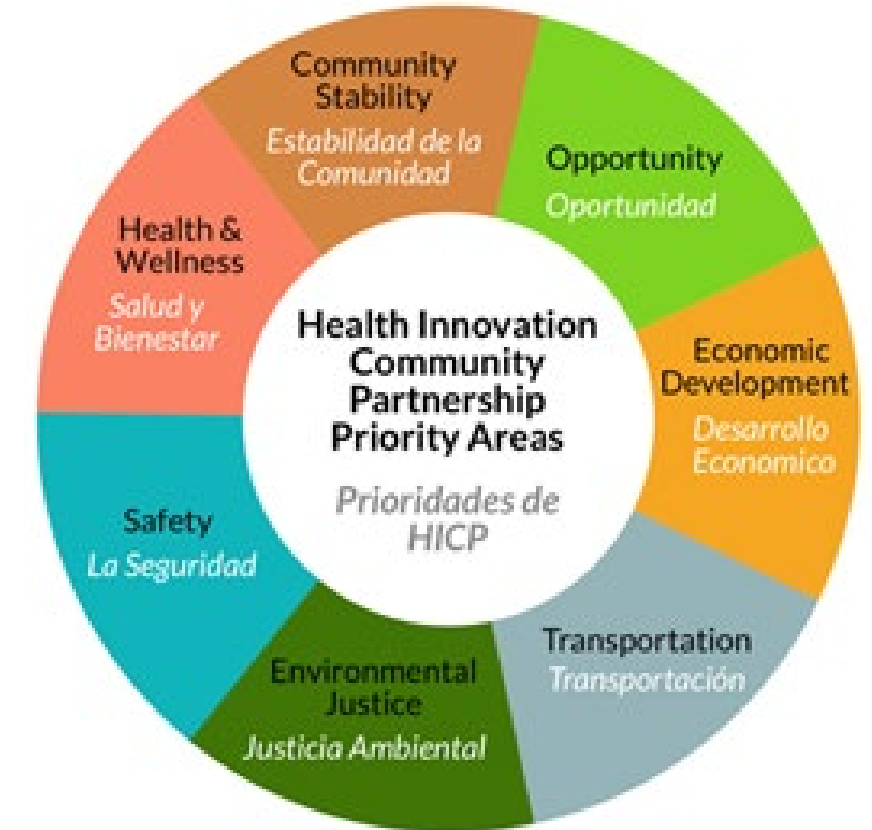 Community
Stability
Estabilidad de la
Comunidad
Opportunity
Oportunidad
Economic
Development
Desarrollo
Economico
Transportation
Transportación
Environmental
Justice
Justicia Ambiental
Safety
La Seguridad
Health &
Wellness
Salud y
Bienestar
Health Innovation
Community
Partnership
Priority Areas
Prioridades de
HICP